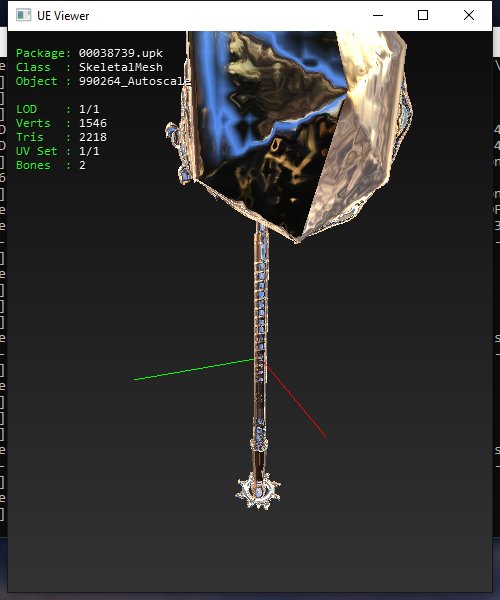 UE Viewer
Package: 00038739.upk
Class  : SkeletalMesh
Object : 990264_Autoscale
LOD    : 1/1
Verts  : 1546
Tris   : 2218
UV Set : 1/1
Bones  : 2